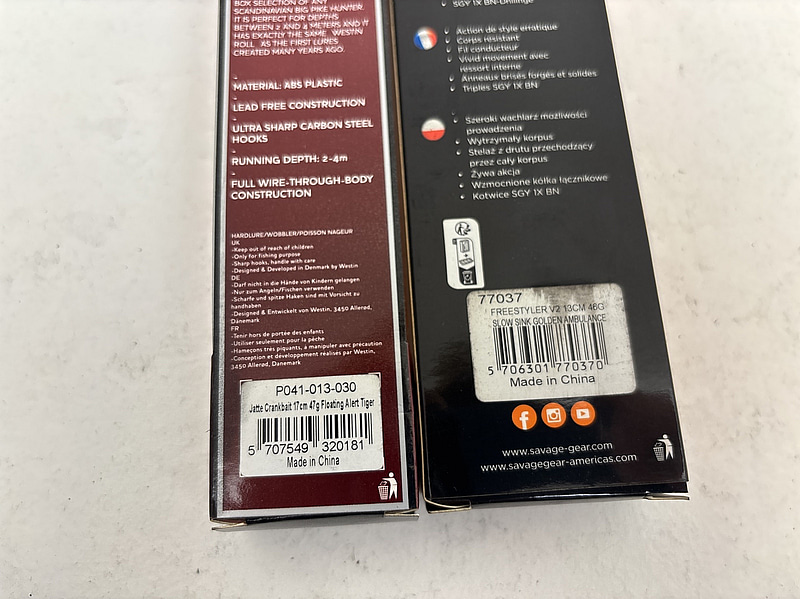 BOX SELECTION OF ANY
SCANDINAVIAN BIG PIKE HUNTER.
IT IS PERFECT FOR DEPTHS
BETWEEN 2 AND 4 METERS AND IT
HAS EXACTLY THE SAME WESTIN
ROLL AS THE FIRST LURES
CREATED MANY YEARS AGO.
-
MATERIAL: ABS PLASTIC
-
LEAD FREE CONSTRUCTION
-
ULTRA SHARP CARBON STEEL
HOOKS
-
RUNNING DEPTH: 2-4m
-
FULL WIRE-THROUGH-BODY
CONSTRUCTION
HARDLURE/WOBBLER/POISSON NAGEUR
UK
-Keep out of reach of children
-Only for fishing purpose
-Sharp hooks, handle with care
-Designed & Developed in Denmark by Westin
DE
-Darf nicht in die Hände von Kindern gelangen
-Nur zum Angeln/Fischen verwenden
-Scharfe und spitze Haken sind mit Vorsicht zu
handhaben
-Designed & Entwickelt von Westin, 3450 Allerød,
Dänemark
FR
-Tenir hors de portée des enfants
-Utiliser seulement pour la pêche
-Hameçons très piquants, à manipuler avec precaution
-Conception et développement réalisés par Westin,
3450 Allerød, Danemark
P041-013-030
Jätte Crankbait 17cm 47g Floating Alert Tiger
5 707549 320181
Made in China
SGY 1X BN-Drillinge
• Action de style erratique
• Corps résistant
• Fil conducteur
• Vivid movement avec
ressort interne
• Anneaux brisés forgés et solides
• Triples SGY 1X BN
• Szeroki wachlarz możliwości
prowadzenia
• Wytrzymały korpus
• Stelaż z drutu przechodzący
przez cały korpus
• Żywa akcja
• Wzmocnione kółka łącznikowe
• Kotwice SGY 1X BN
77037
FREESTYLER V2 13CM 46G
SLOW SINK GOLDEN AMBULANCE
5 706301 770370
Made in China
www.savage-gear.com
www.savagegear-americas.com